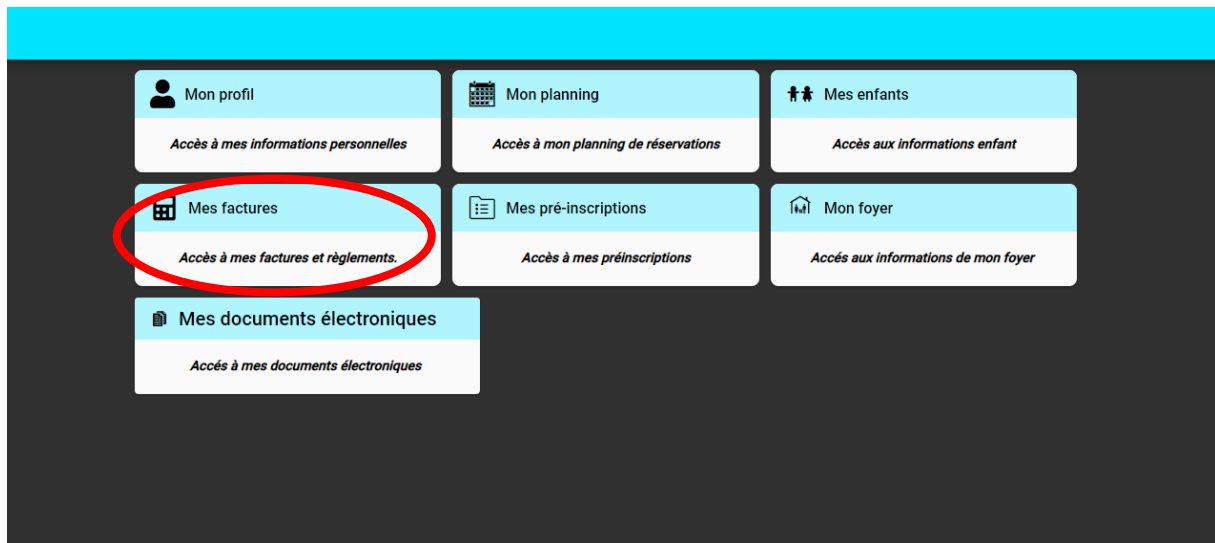 Mon profil
Accès à mes informations personnelles
Mon planning
Accès à mon planning de réservations
Mes enfants
Accès aux informations enfant
Mes factures
Accès à mes factures et règlements.
Mes pré-inscriptions
Accès à mes préinscriptions
Mon foyer
Accés aux informations de mon foyer
Mes documents électroniques
Accés à mes documents électroniques